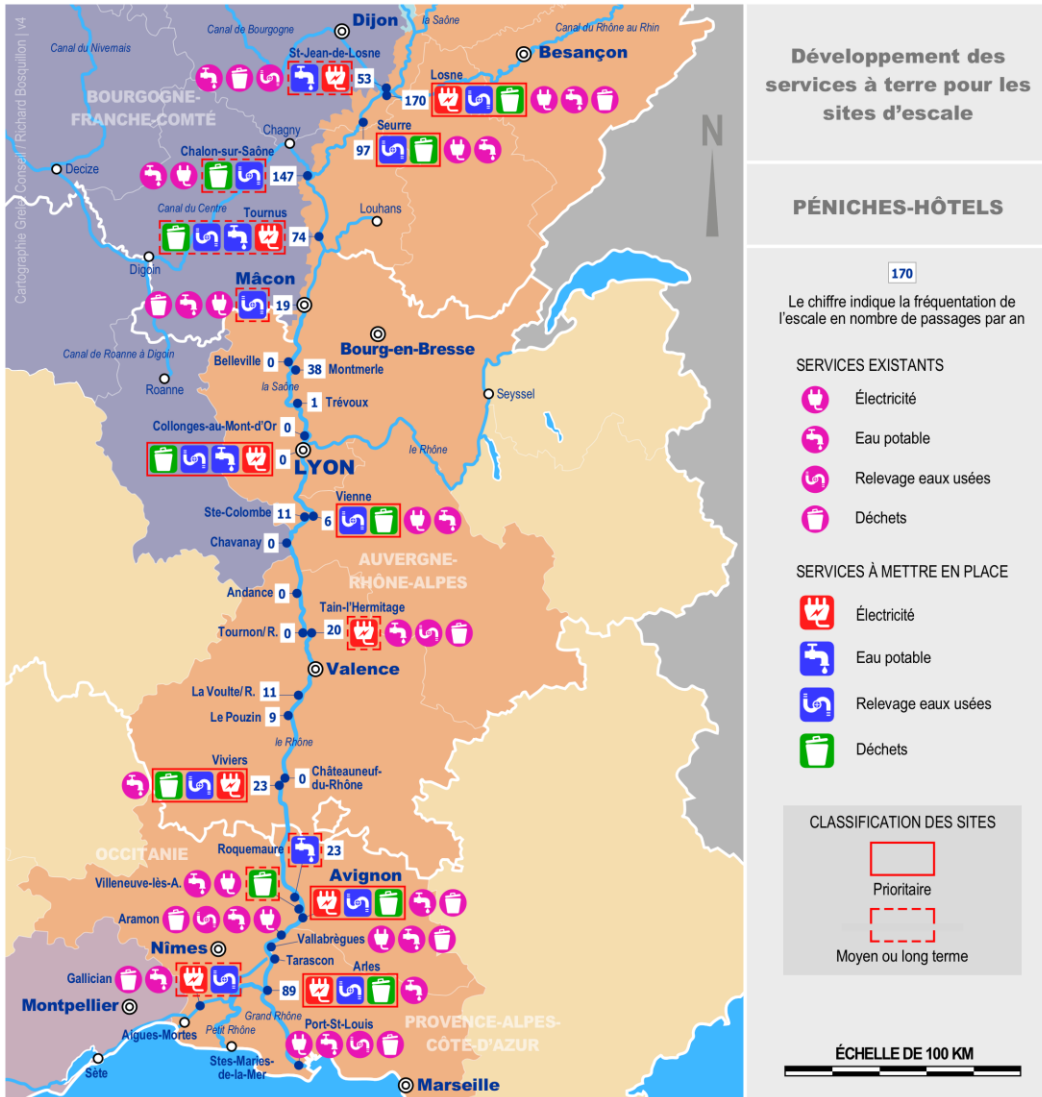 Cartographie Grelet Conseil / Richard Bosquillon | v4
Canal du Nivernais
Canal de Bourgogne
Dijon
la Saône
Canal du Rhône au Rhin
Besançon
St-Jean-de-Losne
53
Losne
170
BOURGOGNE-
FRANCHE-COMTÉ
Seurre
97
Chagny
Decize
Chalon-sur-Saône
147
Canal du Centre
Tournus
74
Louhans
Digoin
Mâcon
19
Bourg-en-Bresse
Canal de Roanne à Digoin
Roanne
Belleville
0
38
Montmerle
la Saône
1
Trévoux
Seyssel
Collonges-au-Mont-d'Or
0
le Rhône
0
LYON
Vienne
Ste-Colombe
11
6
Chavanay
0
AUVERGNE-
RHÔNE-ALPES
Andance
0
Tain-l'Hermitage
Tournon/ R.
0
20
Valence
La Voulte/ R.
11
Le Pouzin
9
le Rhône
Viviers
23
0
Châteauneuf-
du-Rhône
OCCITANIE
Roquemaure
23
Villeneuve-lès-A.
Avignon
Aramon
Vallabrègues
Nîmes
Tarascon
Gallician
Arles
89
Montpellier
Aigues-Mortes
Petit Rhône
Grand Rhône
Port-St-Louis
PROVENCE-ALPES-
CÔTE-D'AZUR
Stes-Maries-
de-la-Mer
Sète
Marseille
N
Développement des
services à terre pour les
sites d'escale
PÉNICHES-HÔTELS
170
Le chiffre indique la fréquentation de
l'escale en nombre de passages par an
SERVICES EXISTANTS
Électricité
Eau potable
Relevage eaux usées
Déchets
SERVICES À METTRE EN PLACE
Électricité
Eau potable
Relevage eaux usées
Déchets
CLASSIFICATION DES SITES
Prioritaire
Moyen ou long terme
ÉCHELLE DE 100 KM